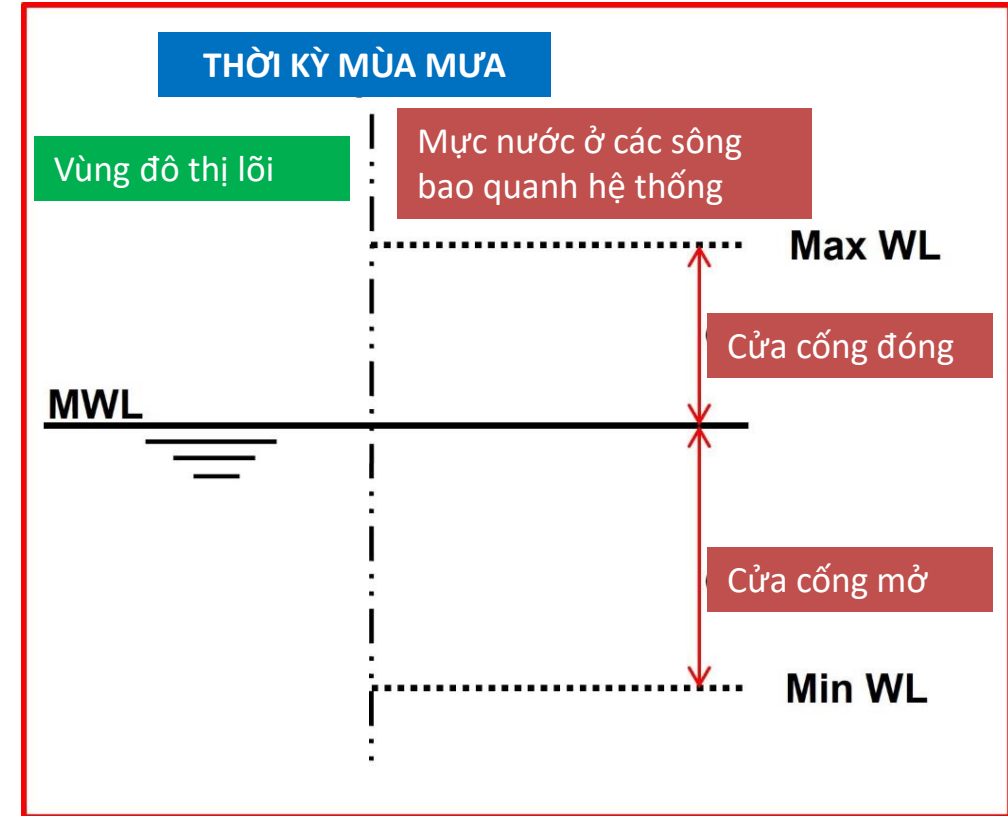 THỜI KỲ MÙA MƯA
Vùng đô thị lõi
Mực nước ở các sông
bao quanh hệ thống
Max WL
Cửa cống đóng
MWL
Cửa cống mở
Min WL